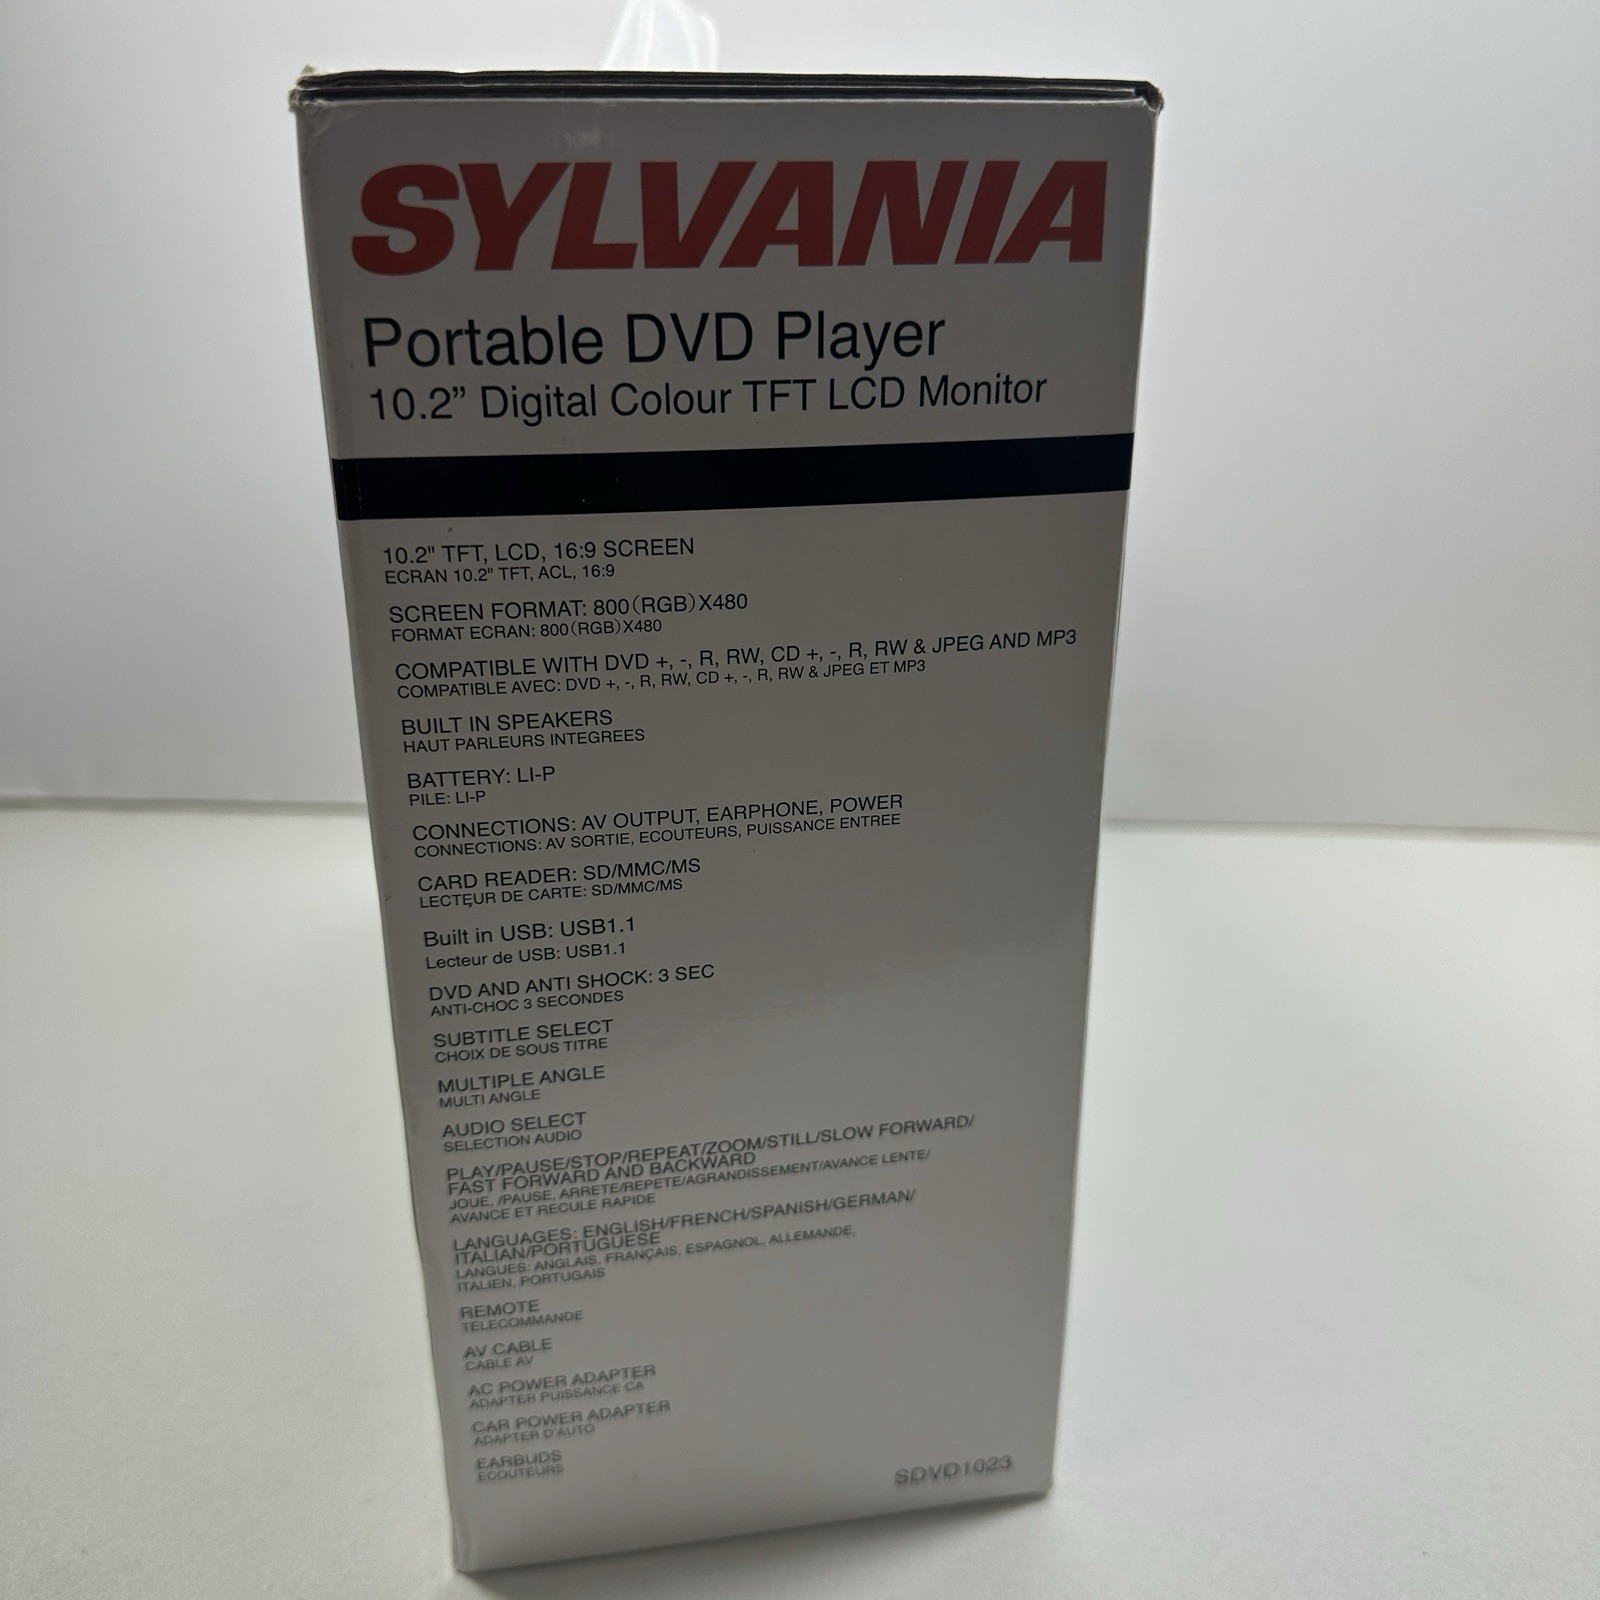 SYLVANIA
Portable DVD Player
10.2” Digital Colour TFT LCD Monitor
10.2" TFT, LCD, 16:9 SCREEN
ECRAN 10.2" TFT, ACL, 16:9
SCREEN FORMAT: 800(RGB)X480
FORMAT ECRAN: 800(RGB)X480
COMPATIBLE WITH DVD +, -, R, RW, CD +, -, R, RW & JPEG AND MP3
COMPATIBLE AVEC: DVD +, -, R, RW, CD +, -, R, RW & JPEG ET MP3
BUILT IN SPEAKERS
HAUT PARLEURS INTEGREES
BATTERY: LI-P
PILE: LI-P
CONNECTIONS: AV OUTPUT, EARPHONE, POWER
CONNECTIONS: AV SORTIE, ECOUTEURS, PUISSANCE ENTREE
CARD READER: SD/MMC/MS
LECTEUR DE CARTE: SD/MMC/MS
Built in USB: USB1.1
Lecteur de USB: USB1.1
DVD AND ANTI SHOCK: 3 SEC
ANTI-CHOC 3 SECONDES
SUBTITLE SELECT
CHOIX DE SOUS TITRE
MULTIPLE ANGLE
MULTI ANGLE
AUDIO SELECT
SELECTION AUDIO
PLAY/PAUSE/STOP/REPEAT/ZOOM/STILL/SLOW FORWARD/
FAST FORWARD AND BACKWARD
JOUE, /PAUSE, ARRETE/REPETE/AGRANDISSEMENT/AVANCE LENTE/
AVANCE ET RECULE RAPIDE
LANGUAGES: ENGLISH/FRENCH/SPANISH/GERMAN/
ITALIAN/PORTUGUESE
LANGUES: ANGLAIS, FRANÇAIS, ESPAGNOL, ALLEMANDE,
ITALIEN, PORTUGAIS
REMOTE
TELECOMMANDE
AV CABLE
CABLE AV
AC POWER ADAPTER
ADAPTER PUISSANCE CA
CAR POWER ADAPTER
ADAPTER D'AUTO
EARBUDS
ECOUTEURS
SDVD1023